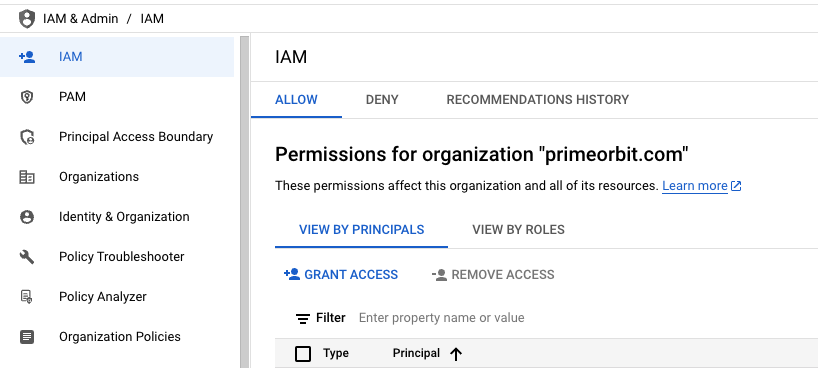 IAM & Admin / IAM
IAM
PAM
Principal Access Boundary
Organizations
Identity & Organization
Policy Troubleshooter
Policy Analyzer
Organization Policies
IAM
ALLOW DENY RECOMMENDATIONS HISTORY
Permissions for organization "primeorbit.com"
These permissions affect this organization and all of its resources. Learn more
VIEW BY PRINCIPALS VIEW BY ROLES
GRANT ACCESS REMOVE ACCESS
Filter Enter property name or value
Type Principal